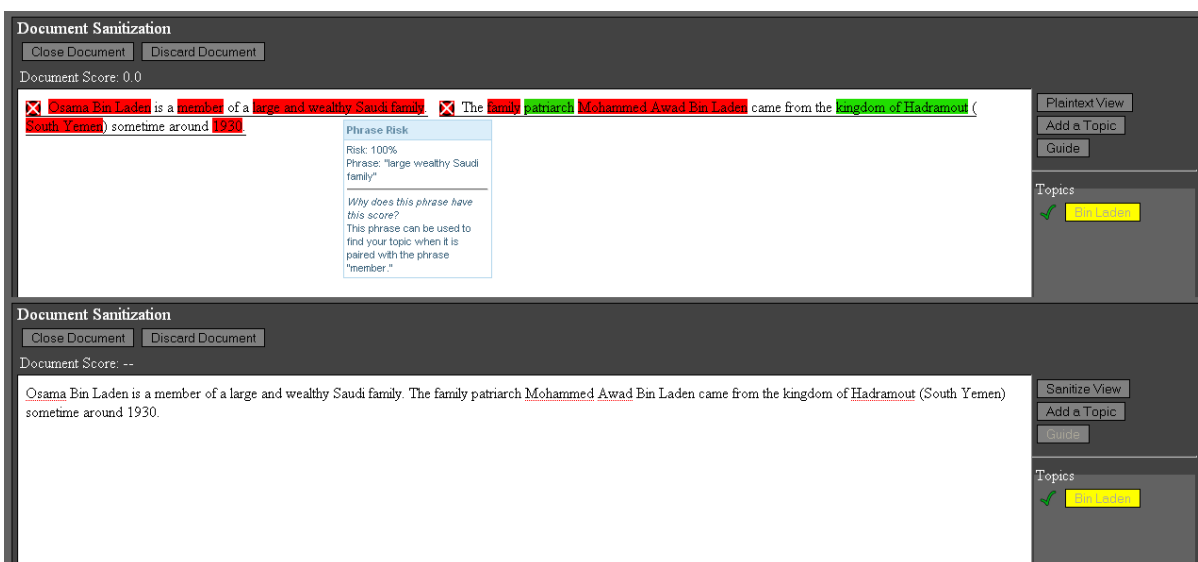 Document Sanitization
Close Document Discard Document
Document Score: 0.0
Osama Bin Laden is a member of a large and wealthy Saudi family. The family patriarch Mohammed Awad Bin Laden came from the kingdom of Hadramout (
South Yemen) sometime around 1930.
Phrase Risk
Risk: 100%
Phrase: "large wealthy Saudi
family"
Why does this phrase have
this score?
This phrase can be used to
find your topic when it is
paired with the phrase
"member."
Plaintext View
Add a Topic
Guide
Topics
Bin Laden
Document Sanitization
Close Document Discard Document
Document Score: --
Osama Bin Laden is a member of a large and wealthy Saudi family. The family patriarch Mohammed Awad Bin Laden came from the kingdom of Hadramout (South Yemen)
sometime around 1930.
Sanitize View
Add a Topic
Guide
Topics
Bin Laden